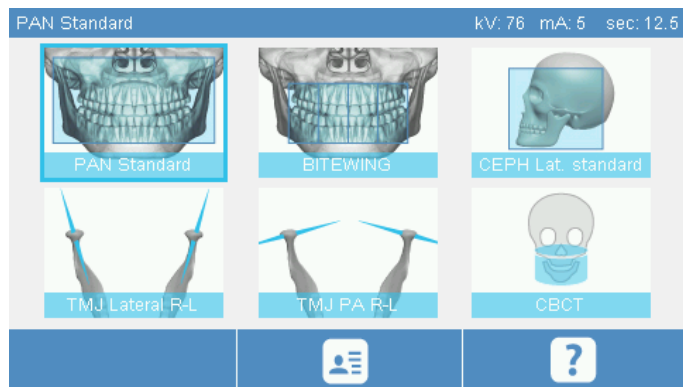 PAN Standard kV: 76 mA: 5 sec: 12.5
PAN Standard BITEWING CEPH Lat. standard
TMJ Lateral R-L TMJ PA R-L CBCT
?